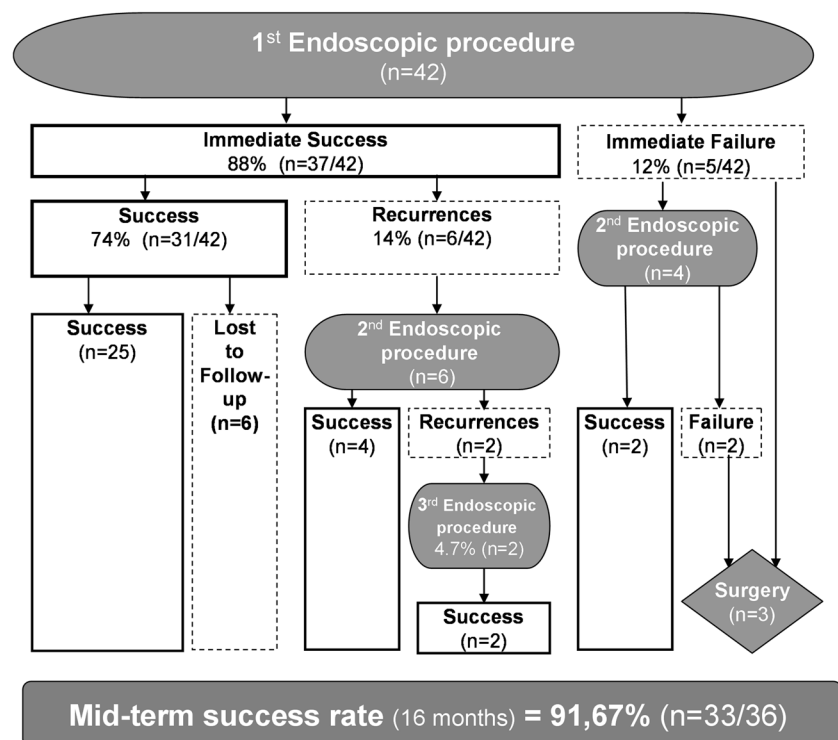 1st Endoscopic procedure
(n=42)
Immediate Success
88% (n=37/42)
Immediate Failure
12% (n=5/42)
Success
74% (n=31/42)
Recurrences
14% (n=6/42)
2nd Endoscopic
procedure
(n=4)
Success
(n=25)
Lost
to
Follow-
up
(n=6)
2nd Endoscopic
procedure
(n=6)
Success
(n=4)
Recurrences
(n=2)
Success
(n=2)
Failure
(n=2)
3rd Endoscopic
procedure
4.7% (n=2)
Success
(n=2)
Surgery
(n=3)
Mid-term success rate (16 months) = 91,67% (n=33/36)